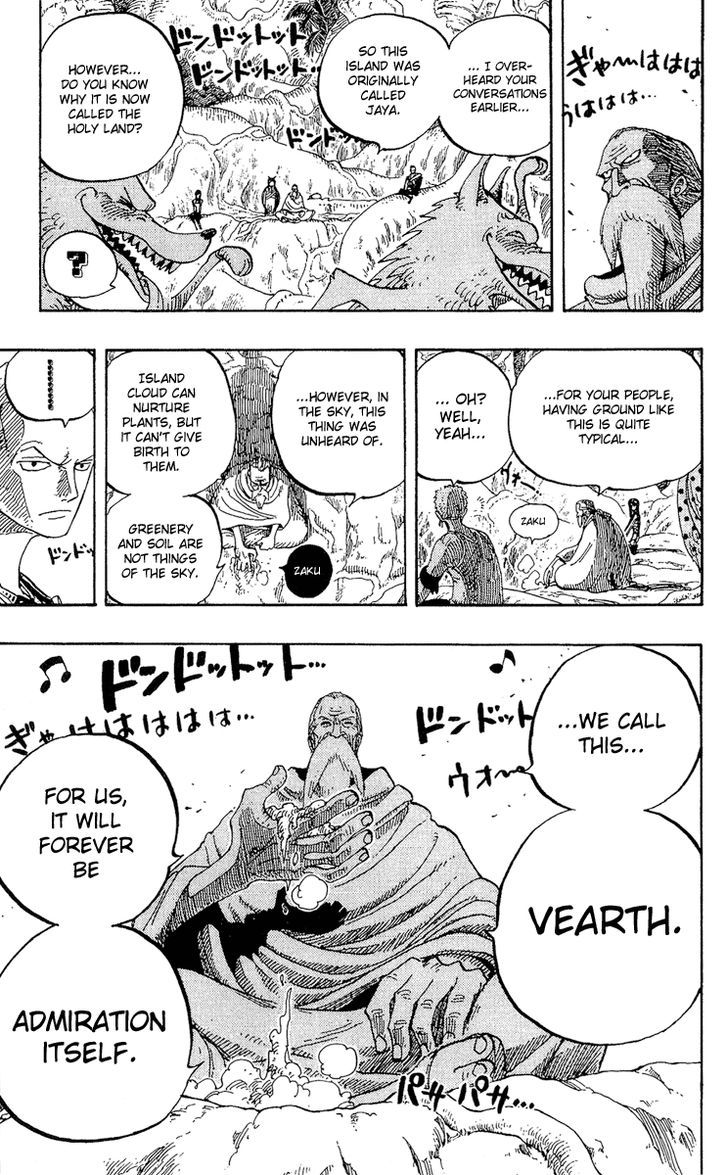 ぎゃ〜ははは
うははは…
... I OVER-
HEARD YOUR
CONVERSATIONS
EARLIER...
SO THIS
ISLAND WAS
ORIGINALLY
CALLED
JAYA.
ドンドットット
ドンドットット…
ドンドット
HOWEVER...
DO YOU KNOW
WHY IT IS NOW
CALLED THE
HOLY LAND?
?
...FOR YOUR PEOPLE,
HAVING GROUND LIKE
THIS IS QUITE
TYPICAL...
... OH?
WELL,
YEAH...
ウォ〜
ZAKU
...HOWEVER, IN
THE SKY, THIS
THING WAS
UNHEARD OF.
ISLAND
CLOUD CAN
NURTURE
PLANTS, BUT
IT CAN'T GIVE
BIRTH TO
THEM.
GREENERY
AND SOIL ARE
NOT THINGS
OF THE SKY.
ZAKU
ドンドット
ドンドットット…
ぎゃはははははは…
ドンドット
ウオ〜
...WE CALL
THIS...
VEARTH.
FOR US,
IT WILL
FOREVER
BE
ADMIRATION
ITSELF.
パサパサ…